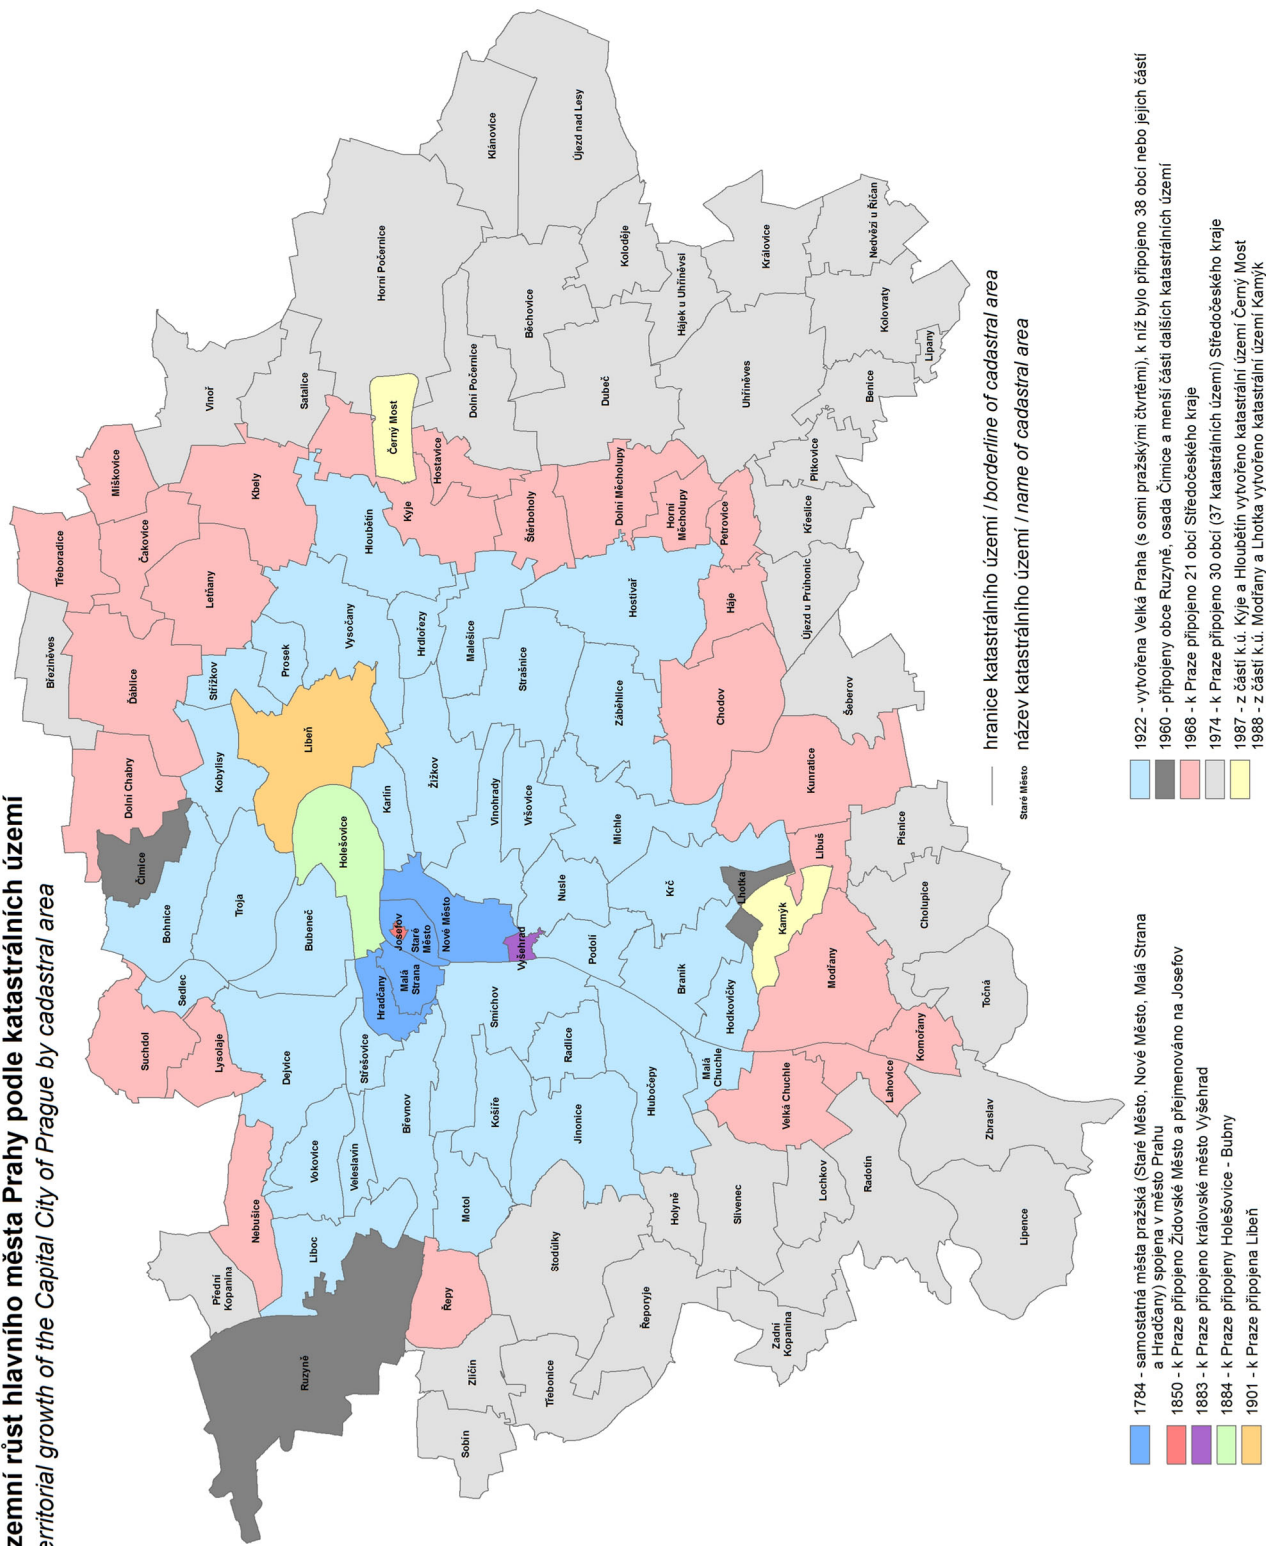 zemní růst hlavního města Prahy podle katastrálních území
erritorial growth of the Capital City of Prague by cadastral area
Sobín
Zličín
Třebonice
Ruzyně
Řepy
Stodůlky
Řeporyje
Zadní
Kopanina
Přední
Kopanina
Nebušice
Liboc
Motol
Holyně
Slivenec
Lochkov
Radotín
Lipence
Vokovice
Veleslavín
Břevnov
Košíře
Jinonice
Velká Chuchle
Lahovice
Zbraslav
Suchdol
Lysolaje
Dejvice
Střešovice
Smíchov
Radlice
Hlubočepy
Malá
Chuchle
Komořany
Točná
Sedlec
Bohnice
Troja
Bubeneč
Hradčany
Malá
Strana
Josefov
Staré
Město
Nové Město
Vyšehrad
Podolí
Braník
Hodkovičky
Modřany
Cholupice
Čimice
Holešovice
Nusle
Krč
Lhotka
Kamýk
Libuš
Písnice
Dolní Chabry
Kobylisy
Libeň
Karlín
Žižkov
Vinohrady
Vršovice
Michle
Kunratice
Ďáblice
Březiněves
Střížkov
Prosek
Vysočany
Hrdlořezy
Malešice
Strašnice
Záběhlice
Chodov
Šeberov
Třeboradice
Čakovice
Letňany
Miškovice
Kbely
Hloubětín
Kyje
Hostavice
Štěrboholy
Hostivař
Háje
Újezd u Průhonic
Dolní Měcholupy
Horní
Měcholupy
Petrovice
Křeslice
Pitkovice
Vinoř
Satalice
Černý Most
Dolní Počernice
Dubeč
Uhříněves
Benice
Lipany
Kolovraty
Horní Počernice
Běchovice
Koloděje
Hájek u Uhříněvsi
Královice
Nedvězí u Říčan
Klánovice
Újezd nad Lesy
hranice katastrálního území / borderline of cadastral area
Staré Město název katastrálního území / name of cadastral area
1784 - samostatná města pražská (Staré Město, Nové Město, Malá Strana
a Hradčany) spojena v město Prahu
1850 - k Praze připojeno Židovské Město a přejmenováno na Josefov
1883 - k Praze připojeno královské město Vyšehrad
1884 - k Praze připojeny Holešovice - Bubny
1901 - k Praze připojena Libeň
1922 - vytvořena Velká Praha (s osmi pražskými čtvrtěmi), k níž bylo připojeno 38 obcí nebo jejich částí
1960 - připojeny obce Ruzyně, osada Čimice a menší části dalších katastrálních území
1968 - k Praze připojeno 21 obcí Středočeského kraje
1974 - k Praze připojeno 30 obcí (37 katastrálních území) Středočeského kraje
1987 - z částí k.ú. Kyje a Hloubětín vytvořeno katastrální území Černý Most
1988 - z částí k.ú. Modřany a Lhotka vytvořeno katastrální území Kamýk